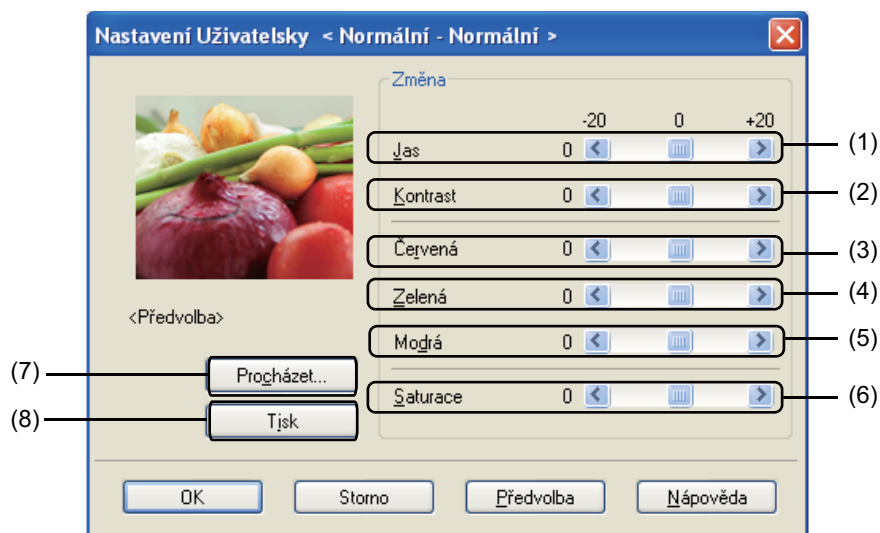 Nastavení Uživatelsky < Normální - Normální >
Změna
-20 0 +20
Jas 0 (1)
Kontrast 0 (2)
Červená 0 (3)
Zelená 0 (4)
<Předvolba>
Modrá 0 (5)
(7) Procházet...
Saturace 0 (6)
(8) Tisk
OK Storno Předvolba Nápověda